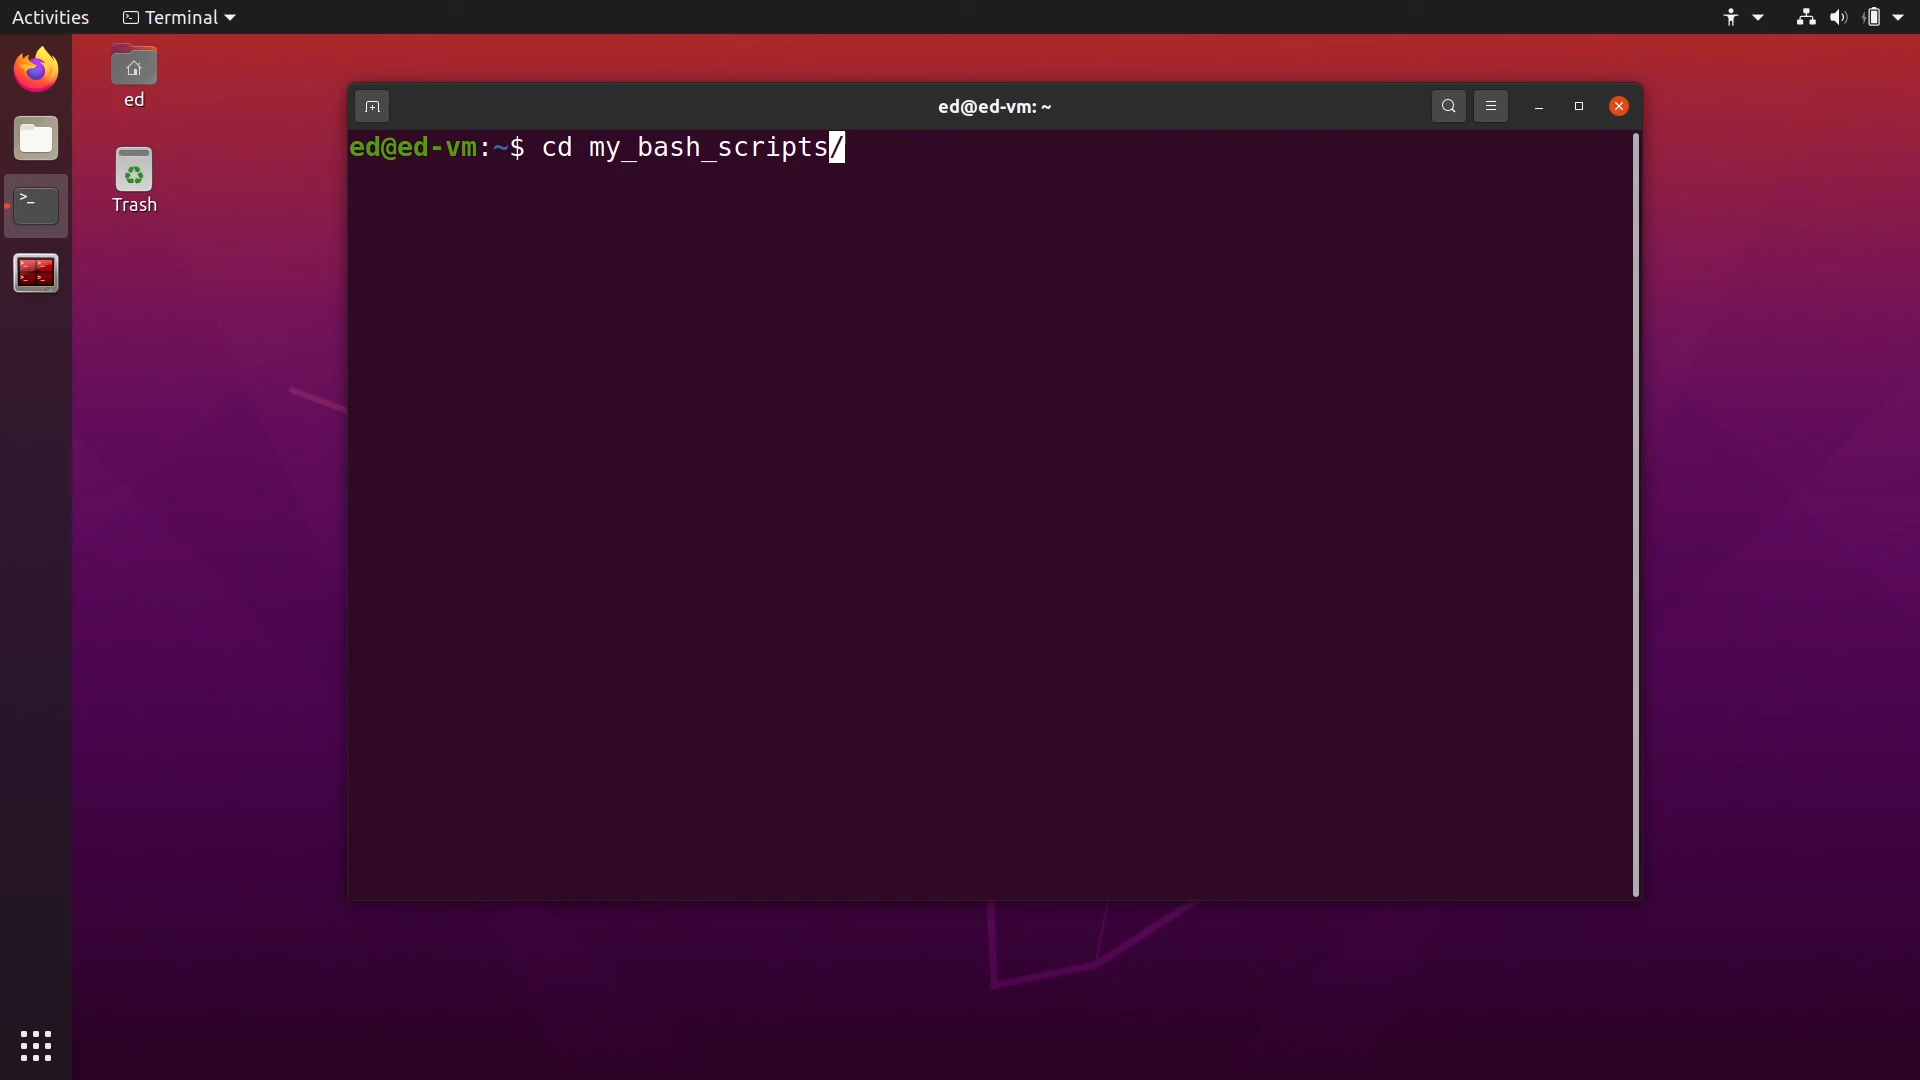 Activities
Terminal
ed
Trash
ed@ed-vm: ~
ed@ed-vm:~$ cd my_bash_scripts/